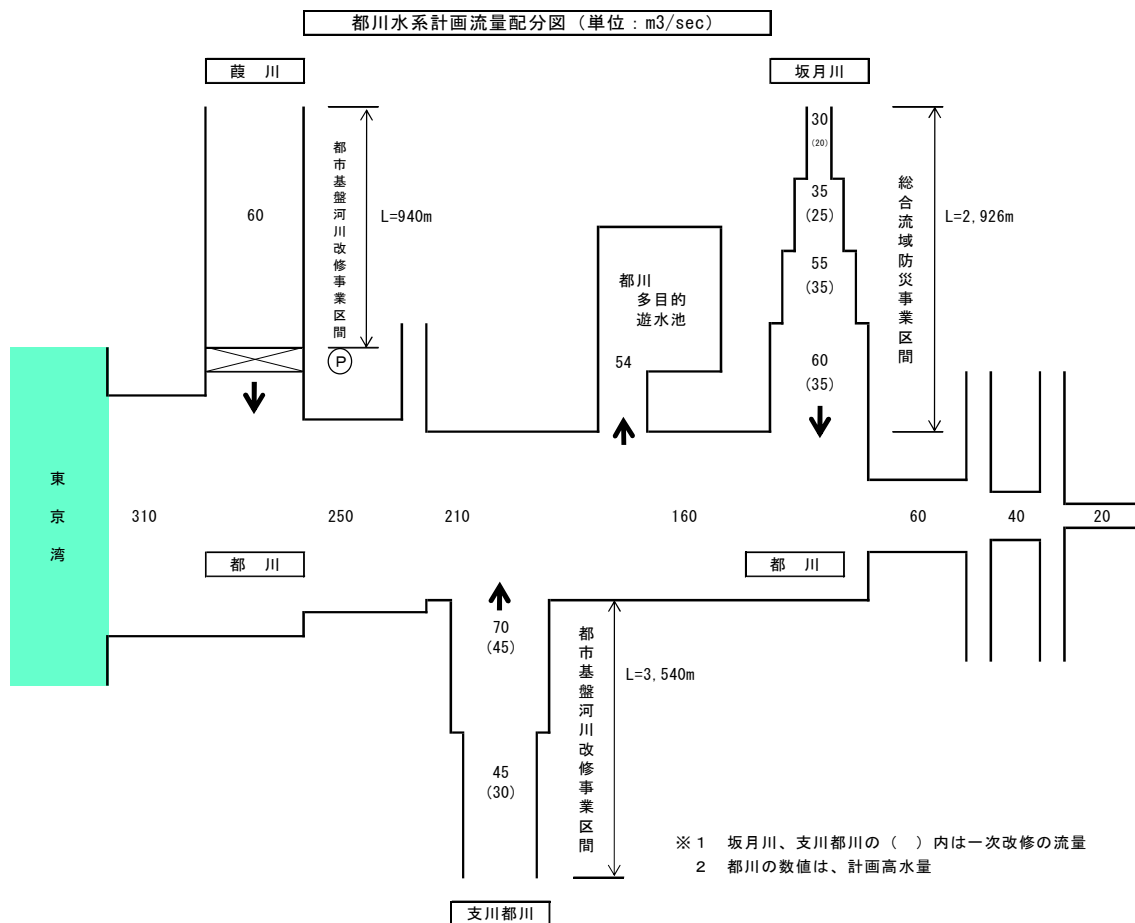 都川水系計画流量配分図（単位：m3/sec）
葭　川
坂月川
60
都市基盤河川改修事業区間
L=940m
P
30
(20)
35
(25)
55
(35)
60
(35)
総合流域防災事業区間
L=2,926m
都川
多目的
遊水池
54
東京湾
310
250
210
160
60
40
20
都　川
都　川
70
(45)
45
(30)
都市基盤河川改修事業区間
L=3,540m
支川都川
※１　坂月川、支川都川の（　）内は一次改修の流量
２　都川の数値は、計画高水量